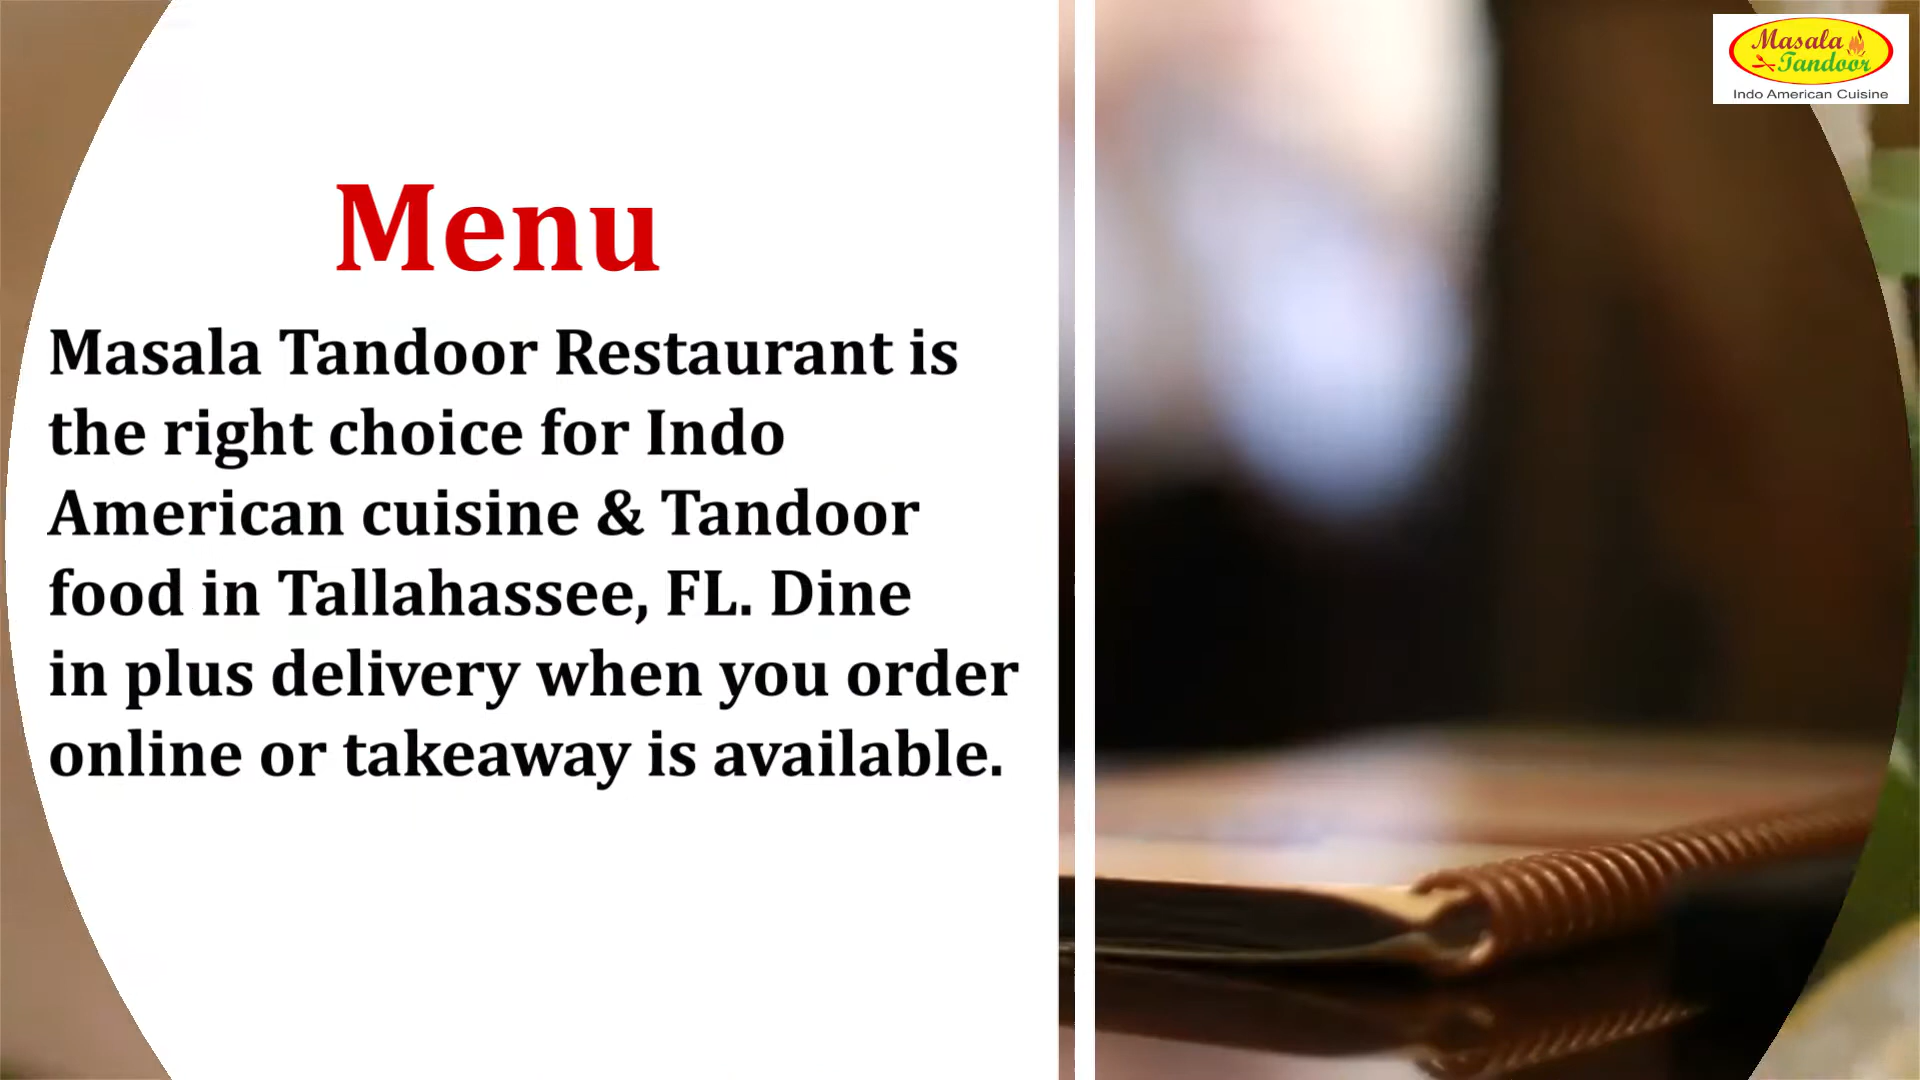 Masala
Tandoor
Indo American Cuisine
Menu
Masala Tandoor Restaurant is
the right choice for Indo
American cuisine & Tandoor
food in Tallahassee, FL. Dine
in plus delivery when you order
online or takeaway is available.